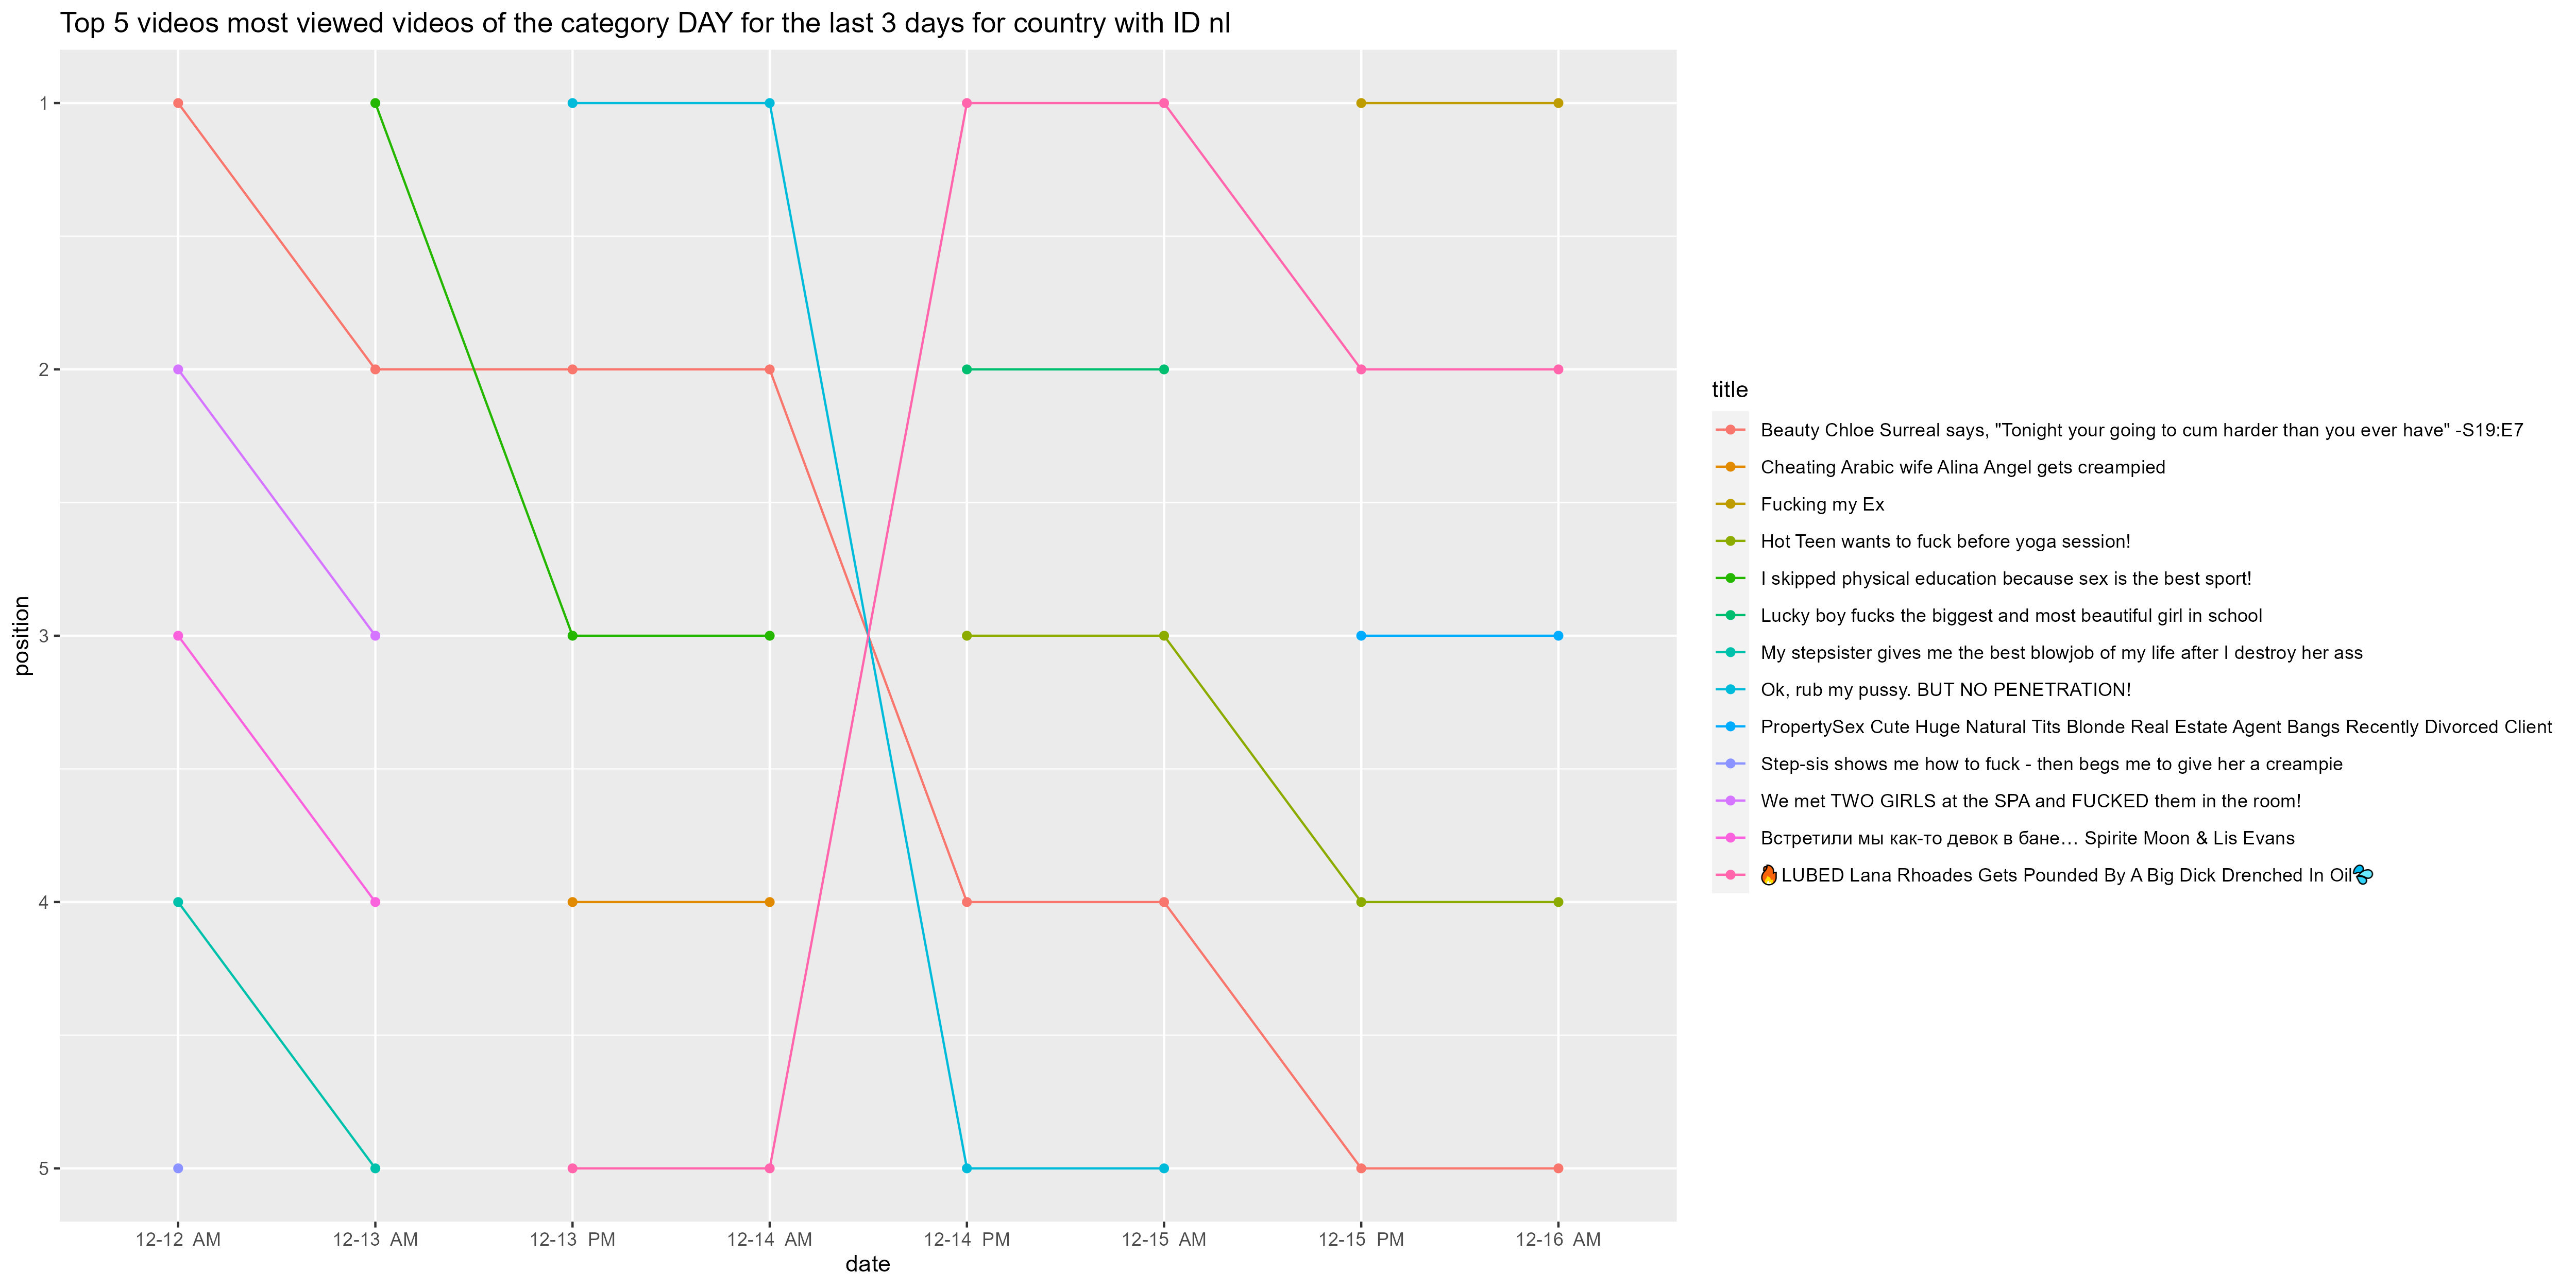 Top 5 videos most viewed videos of the category DAY for the last 3 days for country with ID nl
position
1
2
3
4
5
12-12 AM
12-13 AM
12-13 PM
12-14 AM
12-14 PM
12-15 AM
12-15 PM
12-16 AM
date
title
Beauty Chloe Surreal says, "Tonight your going to cum harder than you ever have" -S19:E7
Cheating Arabic wife Alina Angel gets creampied
Fucking my Ex
Hot Teen wants to fuck before yoga session!
I skipped physical education because sex is the best sport!
Lucky boy fucks the biggest and most beautiful girl in school
My stepsister gives me the best blowjob of my life after I destroy her ass
Ok, rub my pussy. BUT NO PENETRATION!
PropertySex Cute Huge Natural Tits Blonde Real Estate Agent Bangs Recently Divorced Client
Step-sis shows me how to fuck - then begs me to give her a creampie
We met TWO GIRLS at the SPA and FUCKED them in the room!
Встретили мы как-то девок в бане… Spirite Moon & Lis Evans
🔥LUBED Lana Rhoades Gets Pounded By A Big Dick Drenched In Oil💦